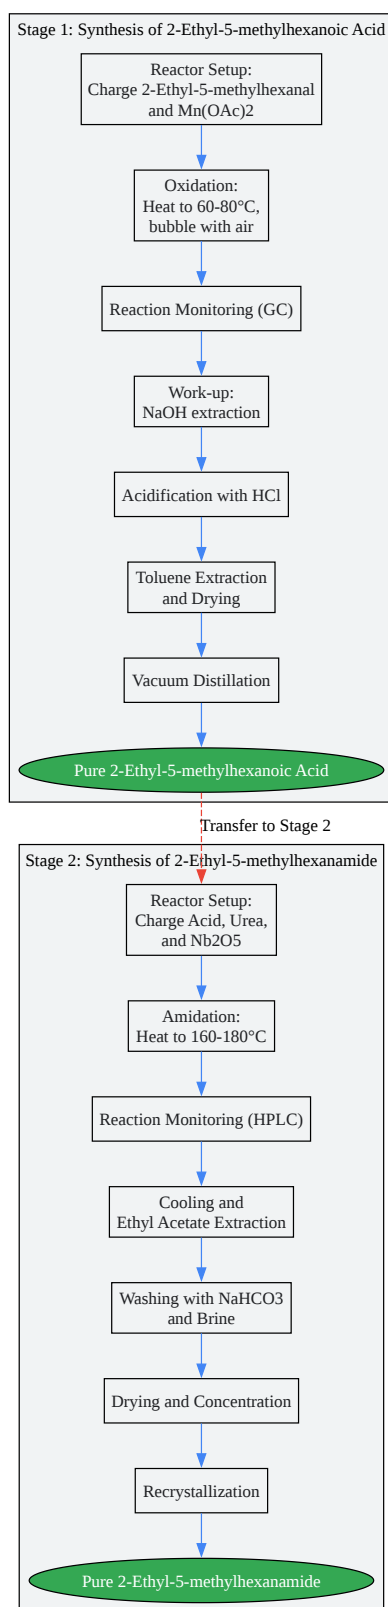 Stage 1: Synthesis of 2-Ethyl-5-methylhexanoic Acid
Reactor Setup:
Charge 2-Ethyl-5-methylhexanal
and Mn(OAc)2
Oxidation:
Heat to 60-80°C,
bubble with air
Reaction Monitoring (GC)
Work-up:
NaOH extraction
Acidification with HCl
Toluene Extraction
and Drying
Vacuum Distillation
Pure 2-Ethyl-5-methylhexanoic Acid
Transfer to Stage 2
Stage 2: Synthesis of 2-Ethyl-5-methylhexanamide
Reactor Setup:
Charge Acid, Urea,
and Nb2O5
Amidation:
Heat to 160-180°C
Reaction Monitoring (HPLC)
Cooling and
Ethyl Acetate Extraction
Washing with NaHCO3
and Brine
Drying and Concentration
Recrystallization
Pure 2-Ethyl-5-methylhexanamide